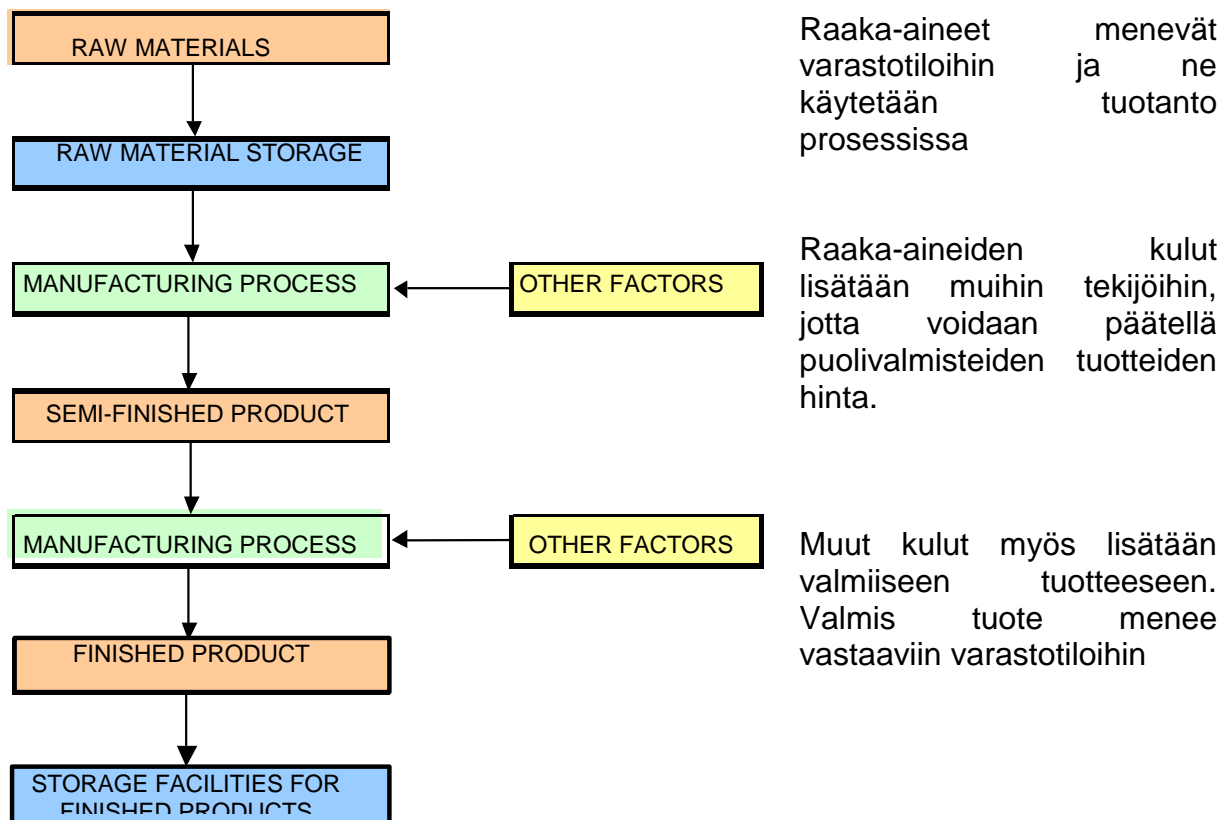 RAW MATERIALS
RAW MATERIAL STORAGE
MANUFACTURING PROCESS
OTHER FACTORS
SEMI-FINISHED PRODUCT
MANUFACTURING PROCESS
OTHER FACTORS
FINISHED PRODUCT
STORAGE FACILITIES FOR
FINISHED PRODUCTS
Raaka-aineet menevät
varastotiloihin ja ne
käytetään tuotanto
prosessissa
Raaka-aineiden kulut
lisätään muihin tekijöihin,
jotta voidaan päätellä
puolivalmisteiden tuotteiden
hinta.
Muut kulut myös lisätään
valmiiseen tuotteeseen.
Valmis tuote menee
vastaaviin varastotiloihin